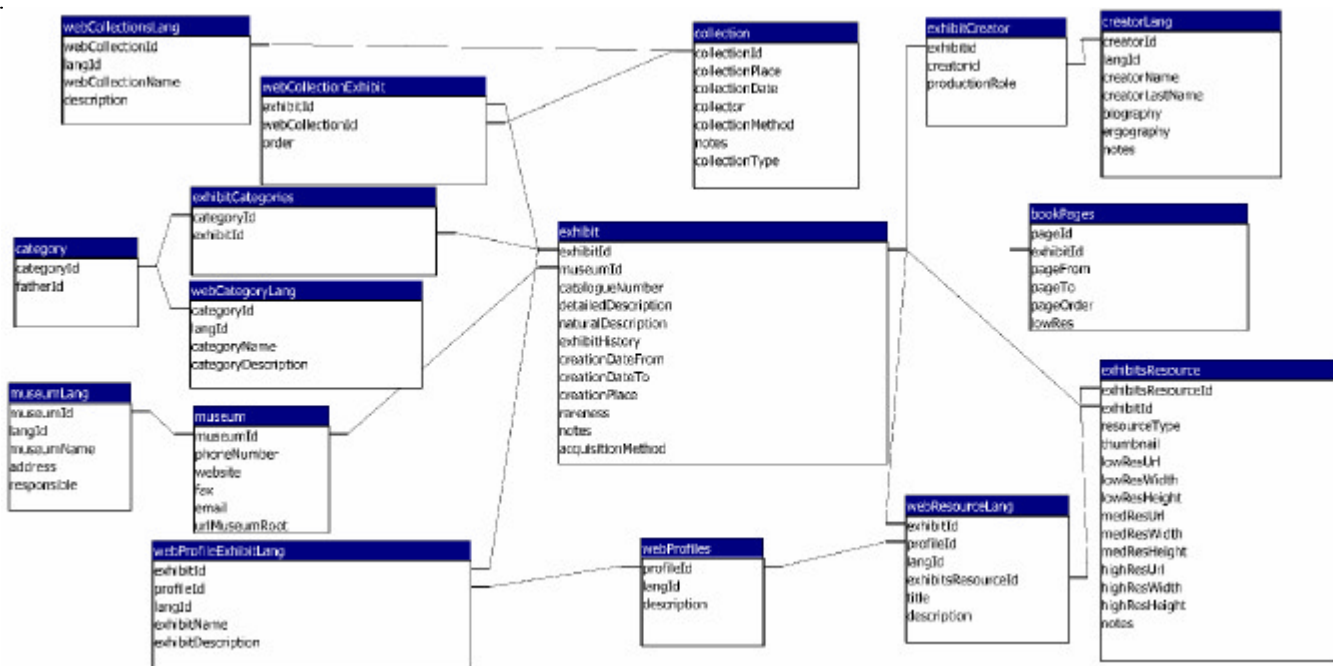 webCollectionsLang
webCollectionId
langId
webCollectionName
description
webCollectionExhibit
exhibitId
webCollectionId
order
collection
collectionId
collectionPlace
collectionDate
collector
collectionMethod
notes
collectionType
exhibitCreator
exhibitId
creatorId
productionRole
creatorLang
creatorId
langId
creatorName
creatorLastName
biography
ergography
notes
exhibitCategories
categoryId
exhibitId
category
categoryId
fatherId
webCategoryLang
categoryId
langId
categoryName
categoryDescription
exhibit
exhibitId
museumId
catalogueNumber
detailedDescription
naturalDescription
exhibitHistory
creationDateFrom
creationDateTo
creationPlace
rareness
notes
acquisitionMethod
bookPages
pageId
exhibitId
pageFrom
pageTo
pageOrder
lowRes
museumLang
museumId
langId
museumName
address
responsible
museum
museumId
phoneNumber
website
fax
email
urlMuseumRoot
exhibitsResource
exhibitsResourceId
exhibitId
resourceType
thumbnail
lowResUrl
lowResWidth
lowResHeight
medResUrl
medResWidth
medResHeight
highResUrl
highResWidth
highResHeight
notes
webProfileExhibitLang
exhibitId
profileId
langId
exhibitName
exhibitDescription
webProfiles
profileId
langId
description
webResourceLang
exhibitId
profileId
langId
exhibitsResourceId
title
description